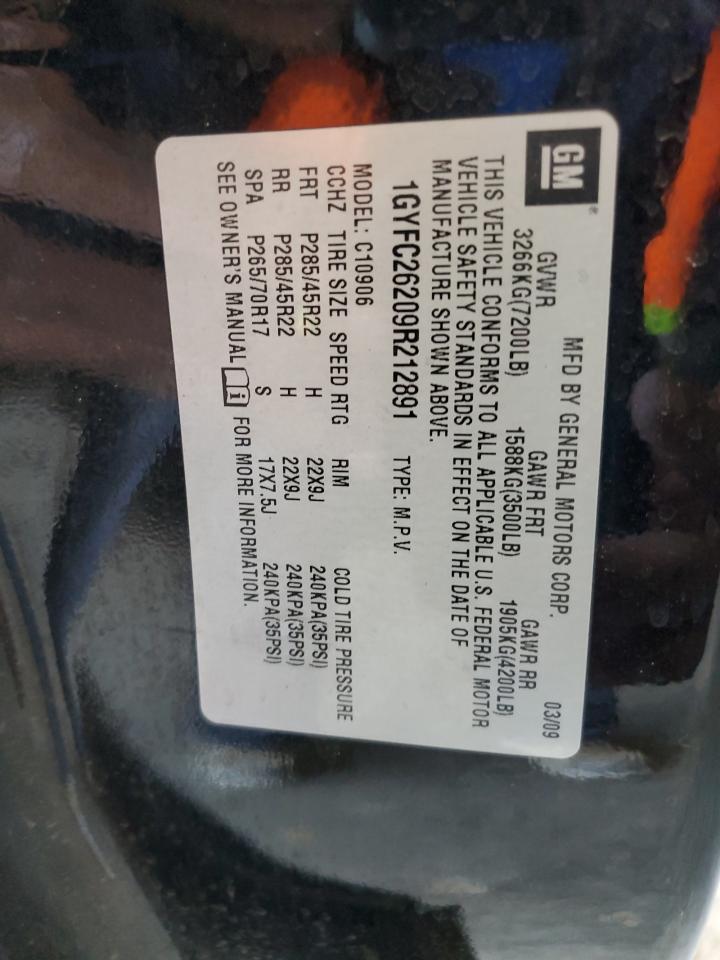 GM
MFD BY GENERAL MOTORS CORP. 03/09
GVWR GAWR FRT GAWR RR
3266KG(7200LB) 1588KG(3500LB) 1905KG(4200LB)
THIS VEHICLE CONFORMS TO ALL APPLICABLE U.S. FEDERAL MOTOR
VEHICLE SAFETY STANDARDS IN EFFECT ON THE DATE OF
MANUFACTURE SHOWN ABOVE.
1GYFC26209R212891 TYPE: M.P.V.
MODEL: C10906
CCHZ TIRE SIZE SPEED RTG RIM COLD TIRE PRESSURE
FRT P285/45R22 H 22X9J 240KPA(35PSI)
RR P285/45R22 H 22X9J 240KPA(35PSI)
SPA P265/70R17 S 17X7.5J 240KPA(35PSI)
SEE OWNER'S MANUAL FOR MORE INFORMATION.